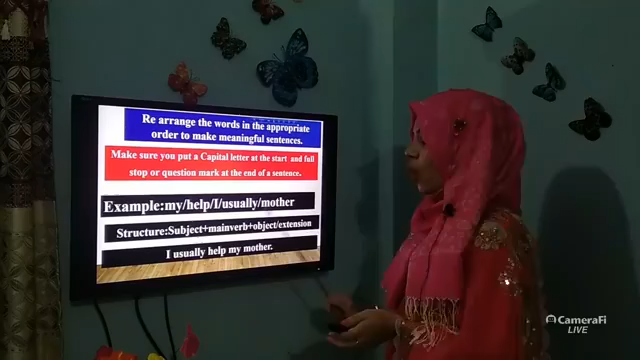 Re arrange the words in the appropriate
order to make meaningful sentences.
Make sure you put a Capital letter at the start and full
stop or question mark at the end of a sentence.
Example:my/help/I/usually/mother
Structure:Subject+mainverb+object/extension
I usually help my mother.
CameraFi
LIVE